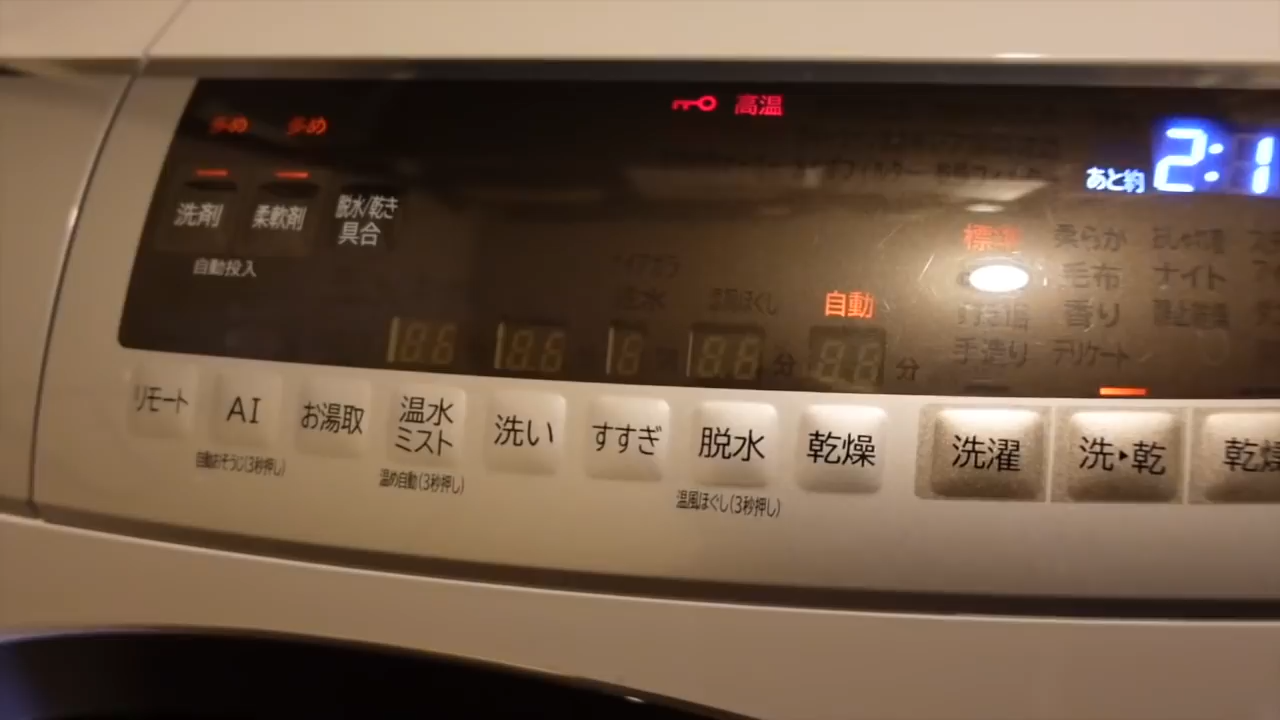 多め 多め
高温
あと約 2:1
洗剤 柔軟剤 脱水/乾き具合
自動投入
標準 柔らか
毛布 ナイト
自動
香り
分 分
手造り デリケート
リモート AI お湯取 温水ミスト 洗い すすぎ 脱水 乾燥 洗濯 洗▸乾 乾燥
自動おそうじ(3秒押し) 温め自動(3秒押し) 温風ほぐし(3秒押し)